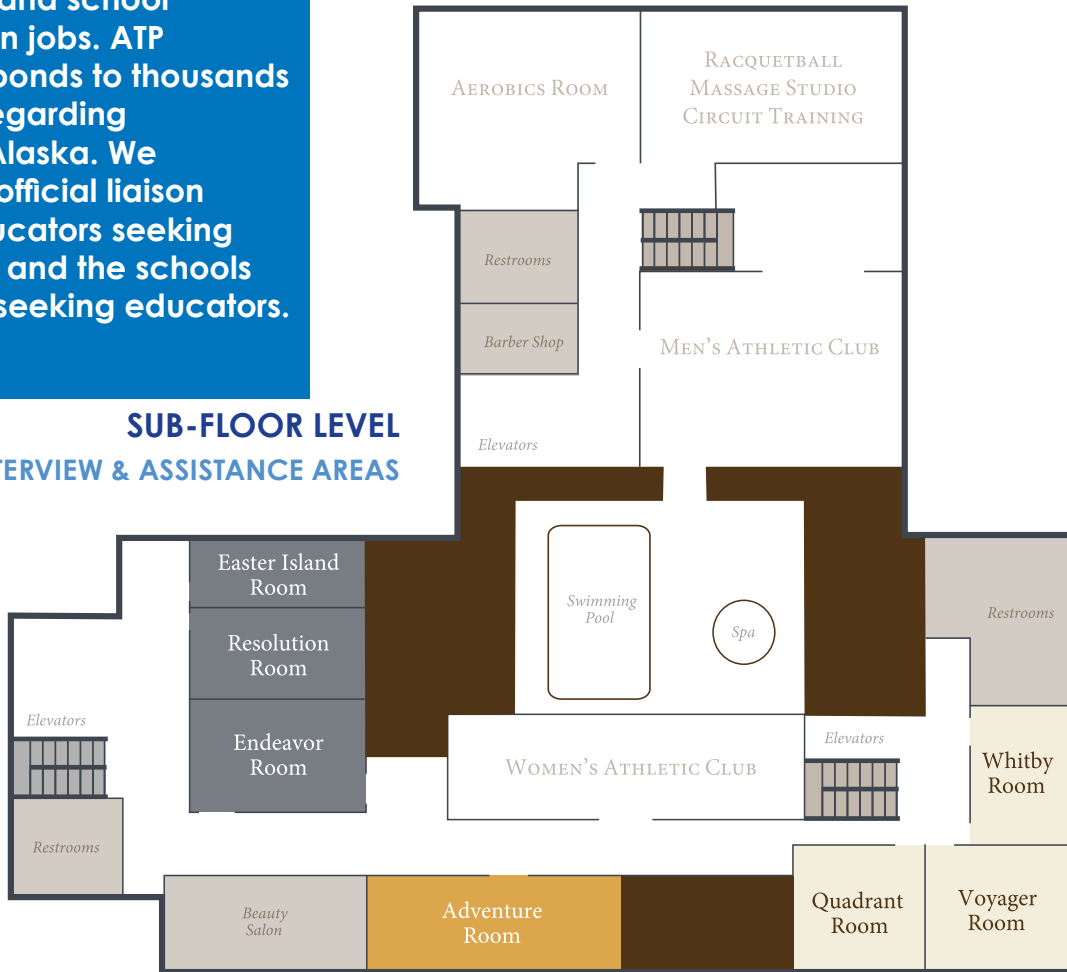 and school
n jobs. ATP
ponds to thousands
egarding
Alaska. We
official liaison
ucators seeking
and the schools
seeking educators.
SUB-FLOOR LEVEL
TERVIEW & ASSISTANCE AREAS
Aerobics Room
Racquetball
Massage Studio
Circuit Training
Restrooms
Barber Shop
Men's Athletic Club
Elevators
Easter Island
Room
Resolution
Room
Endeavor
Room
Swimming
Pool
Spa
Restrooms
Elevators
Women's Athletic Club
Elevators
Whitby
Room
Restrooms
Beauty
Salon
Adventure
Room
Quadrant
Room
Voyager
Room